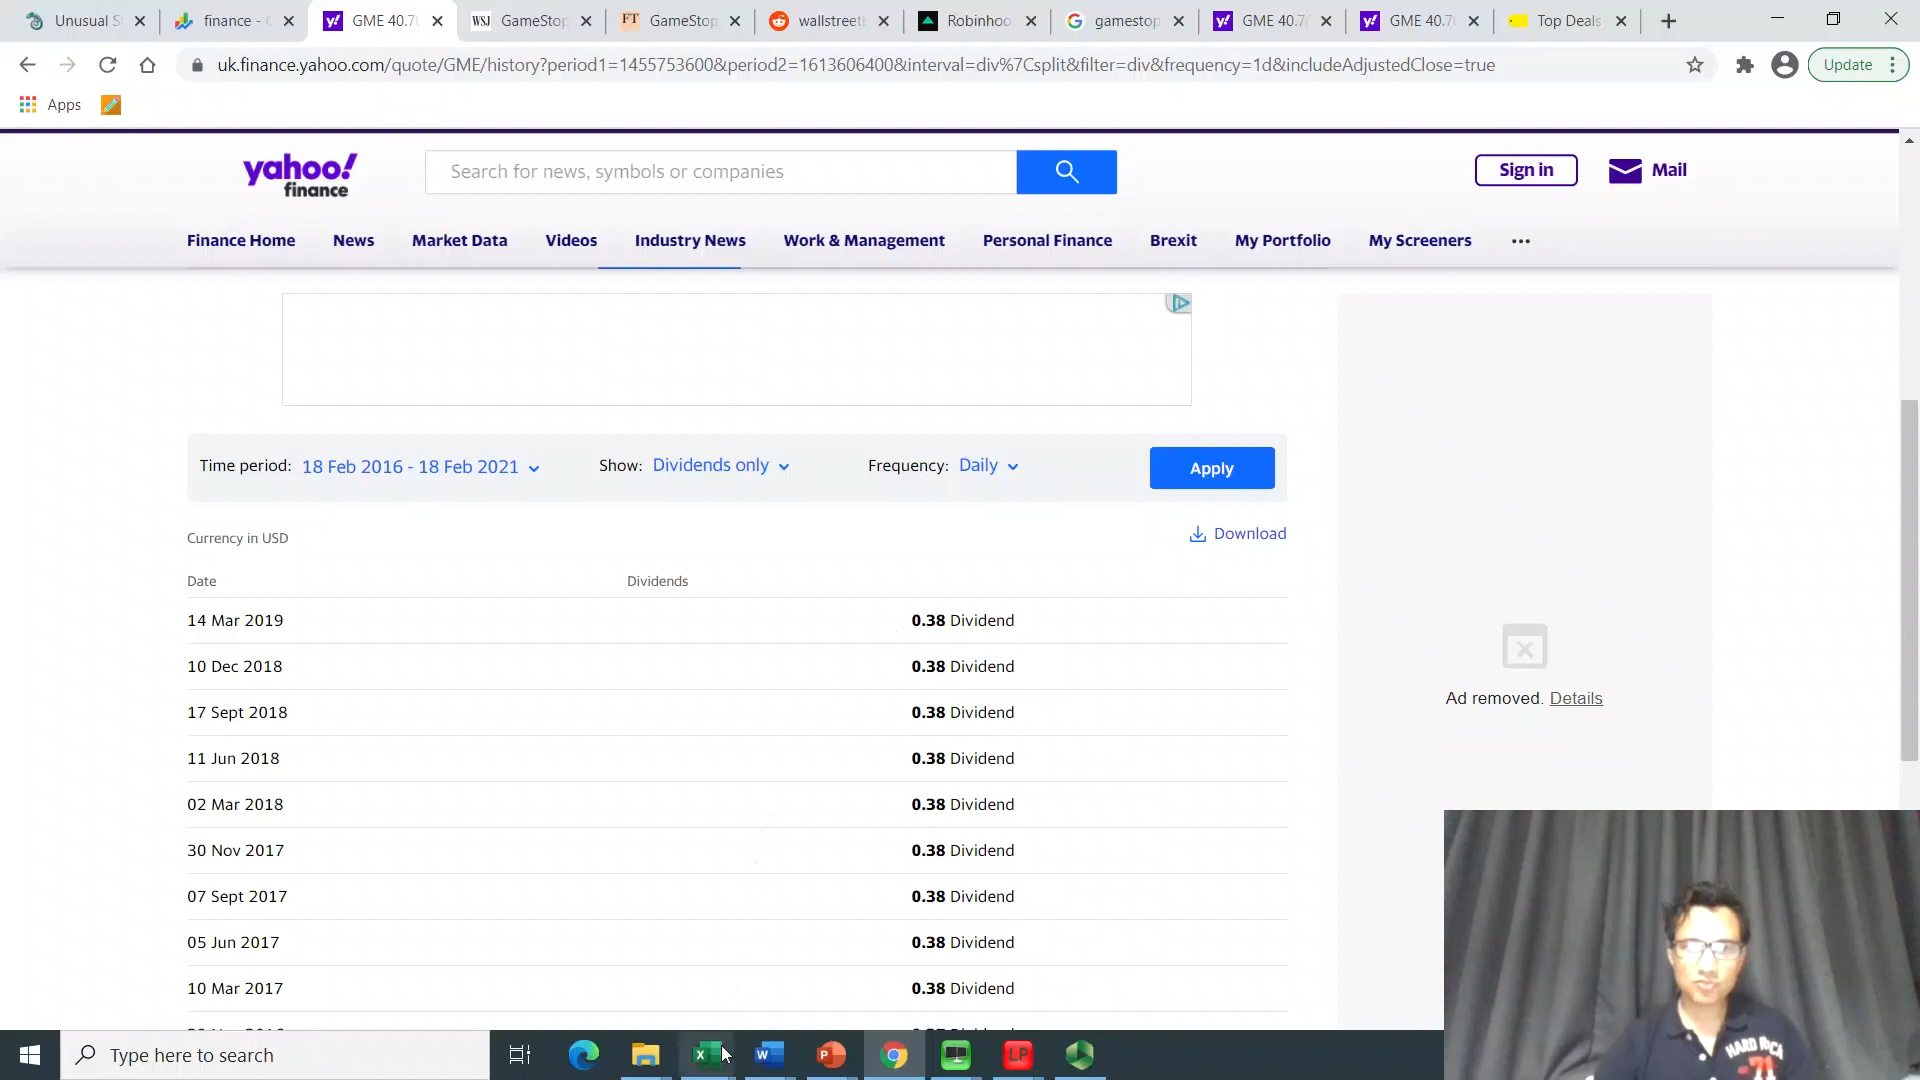 Unusual S
finance -
GME 40.70
GameStop
GameStop
wallstreet
Robinhoo
gamestop
GME 40.7
GME 40.7
Top Deals
uk.finance.yahoo.com/quote/GME/history?period1=1455753600&period2=1613606400&interval=div%7Csplit&filter=div&frequency=1d&includeAdjustedClose=true
Update
Apps
yahoo!
finance
Search for news, symbols or companies
Sign in
Mail
Finance Home News Market Data Videos Industry News Work & Management Personal Finance Brexit My Portfolio My Screeners
Time period: 18 Feb 2016 - 18 Feb 2021 Show: Dividends only Frequency: Daily Apply
Currency in USD
Download
Date Dividends
14 Mar 2019 0.38 Dividend
10 Dec 2018 0.38 Dividend
17 Sept 2018 0.38 Dividend
11 Jun 2018 0.38 Dividend
02 Mar 2018 0.38 Dividend
30 Nov 2017 0.38 Dividend
07 Sept 2017 0.38 Dividend
05 Jun 2017 0.38 Dividend
10 Mar 2017 0.38 Dividend
Ad removed. Details
HARD ROCK
Type here to search